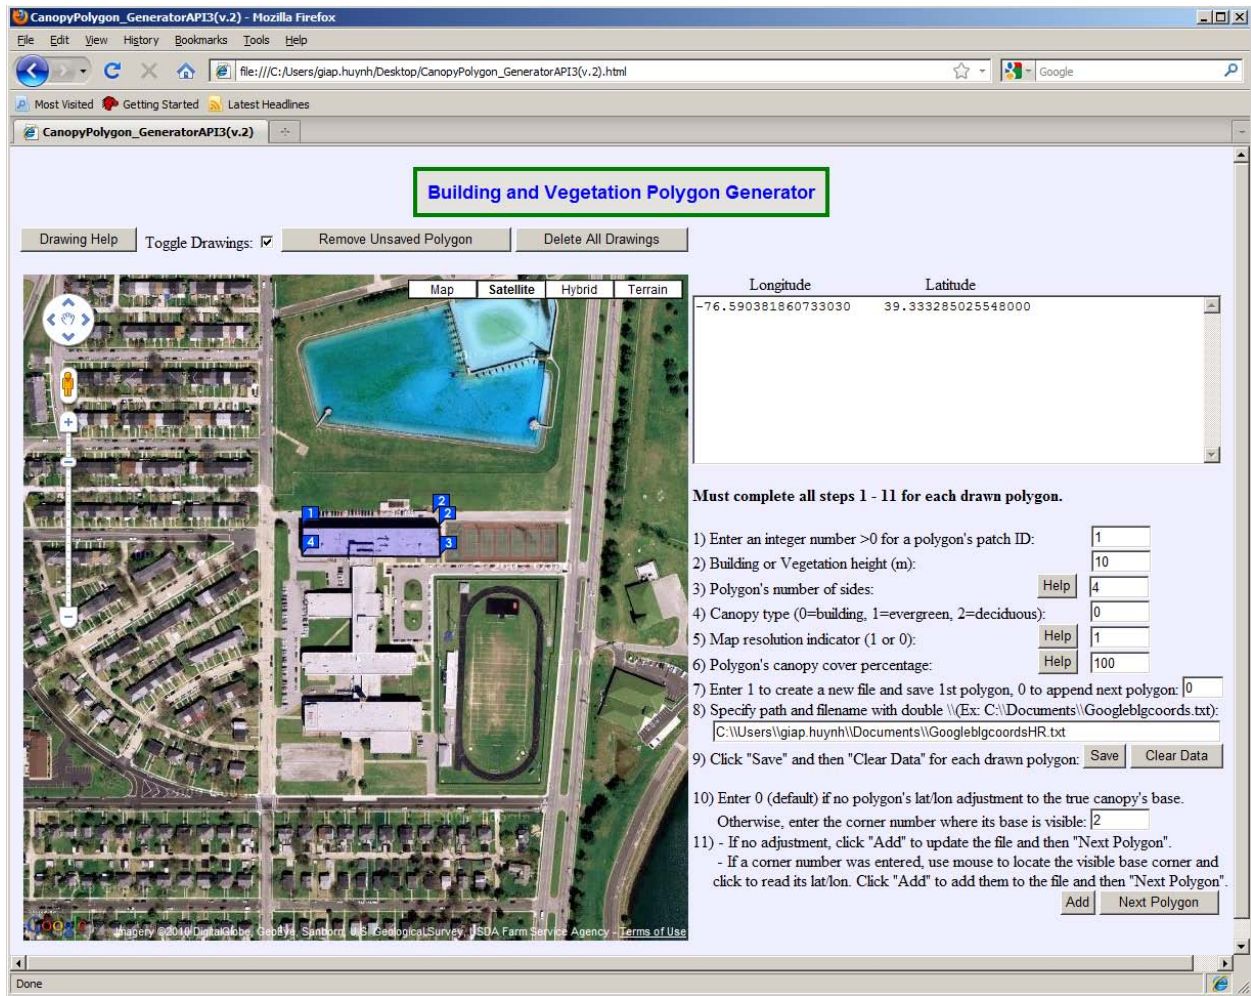 CanopyPolygon_GeneratorAPI3(v.2) - Mozilla Firefox
File Edit View History Bookmarks Tools Help
file:///C:/Users/giap.huynh/Desktop/CanopyPolygon_GeneratorAPI3(v.2).html
Google
Most Visited Getting Started Latest Headlines
CanopyPolygon_GeneratorAPI3(v.2)
Building and Vegetation Polygon Generator
Drawing Help Toggle Drawings: Remove Unsaved Polygon Delete All Drawings
Map Satellite Hybrid Terrain
2
1 2
4 3
Google
Imagery ©2010 DigitalGlobe, GeoEye, Sanborn, U.S. Geological Survey, USDA Farm Service Agency - Terms of Use
Longitude Latitude
-76.590381860733030 39.333285025548000
Must complete all steps 1 - 11 for each drawn polygon.
1) Enter an integer number >0 for a polygon's patch ID: 1
2) Building or Vegetation height (m): 10
3) Polygon's number of sides: Help 4
4) Canopy type (0=building, 1=evergreen, 2=deciduous): 0
5) Map resolution indicator (1 or 0): Help 1
6) Polygon's canopy cover percentage: Help 100
7) Enter 1 to create a new file and save 1st polygon, 0 to append next polygon: 0
8) Specify path and filename with double \\(Ex: C:\\Documents\\Googleblgcoords.txt):
C:\\Users\\giap.huynh\\Documents\\GoogleblgcoordsHR.txt
9) Click "Save" and then "Clear Data" for each drawn polygon: Save Clear Data
10) Enter 0 (default) if no polygon's lat/lon adjustment to the true canopy's base.
Otherwise, enter the corner number where its base is visible: 2
11) - If no adjustment, click "Add" to update the file and then "Next Polygon".
- If a corner number was entered, use mouse to locate the visible base corner and
click to read its lat/lon. Click "Add" to add them to the file and then "Next Polygon".
Add Next Polygon
Done